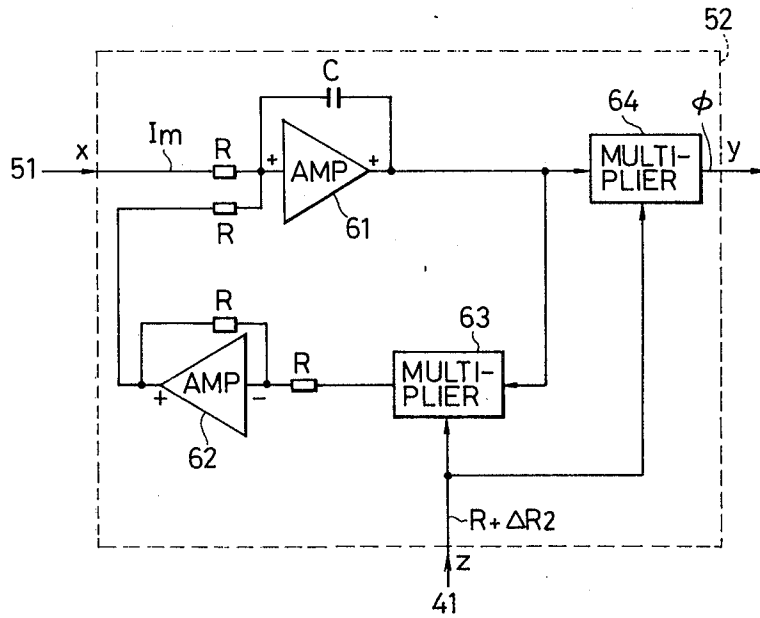 52
C
64
φ
51
x
Im
R
+
AMP
+
MULTI-
PLIER
y
R
61
R
63
AMP
+
-
R
MULTI-
PLIER
62
R+ΔR2
z
41